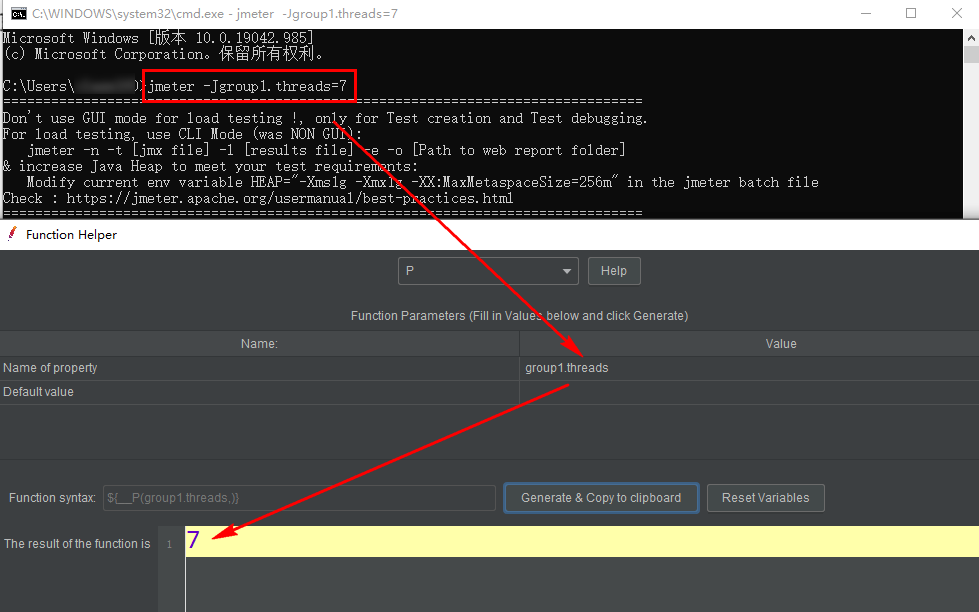 C:\WINDOWS\system32\cmd.exe - jmeter -Jgroup1.threads=7
Microsoft Windows [版本 10.0.19042.985]
(c) Microsoft Corporation。保留所有权利。
C:\Users\ >jmeter -Jgroup1.threads=7
================================================================================
Don't use GUI mode for load testing !, only for Test creation and Test debugging.
For load testing, use CLI Mode (was NON GUI):
jmeter -n -t [jmx file] -l [results file] -e -o [Path to web report folder]
& increase Java Heap to meet your test requirements:
Modify current env variable HEAP="-Xms1g -Xmx1g -XX:MaxMetaspaceSize=256m" in the jmeter batch file
Check : https://jmeter.apache.org/usermanual/best-practices.html
================================================================================
Function Helper
P
Help
Function Parameters (Fill in Values below and click Generate)
Name: Value
Name of property group1.threads
Default value
Function syntax: ${__P(group1.threads,)} Generate & Copy to clipboard Reset Variables
The result of the function is 1 7